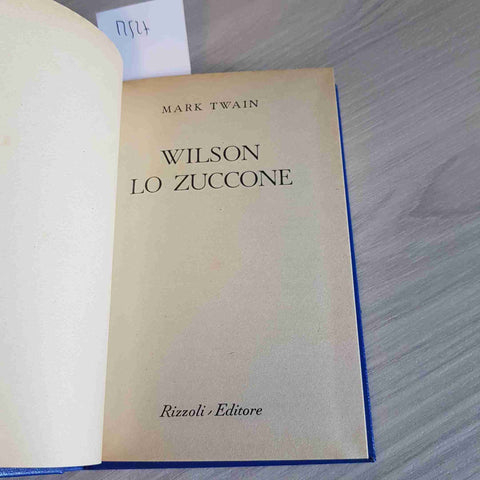 MARK TWAIN
WILSON
LO ZUCCONE
Rizzoli - Editore